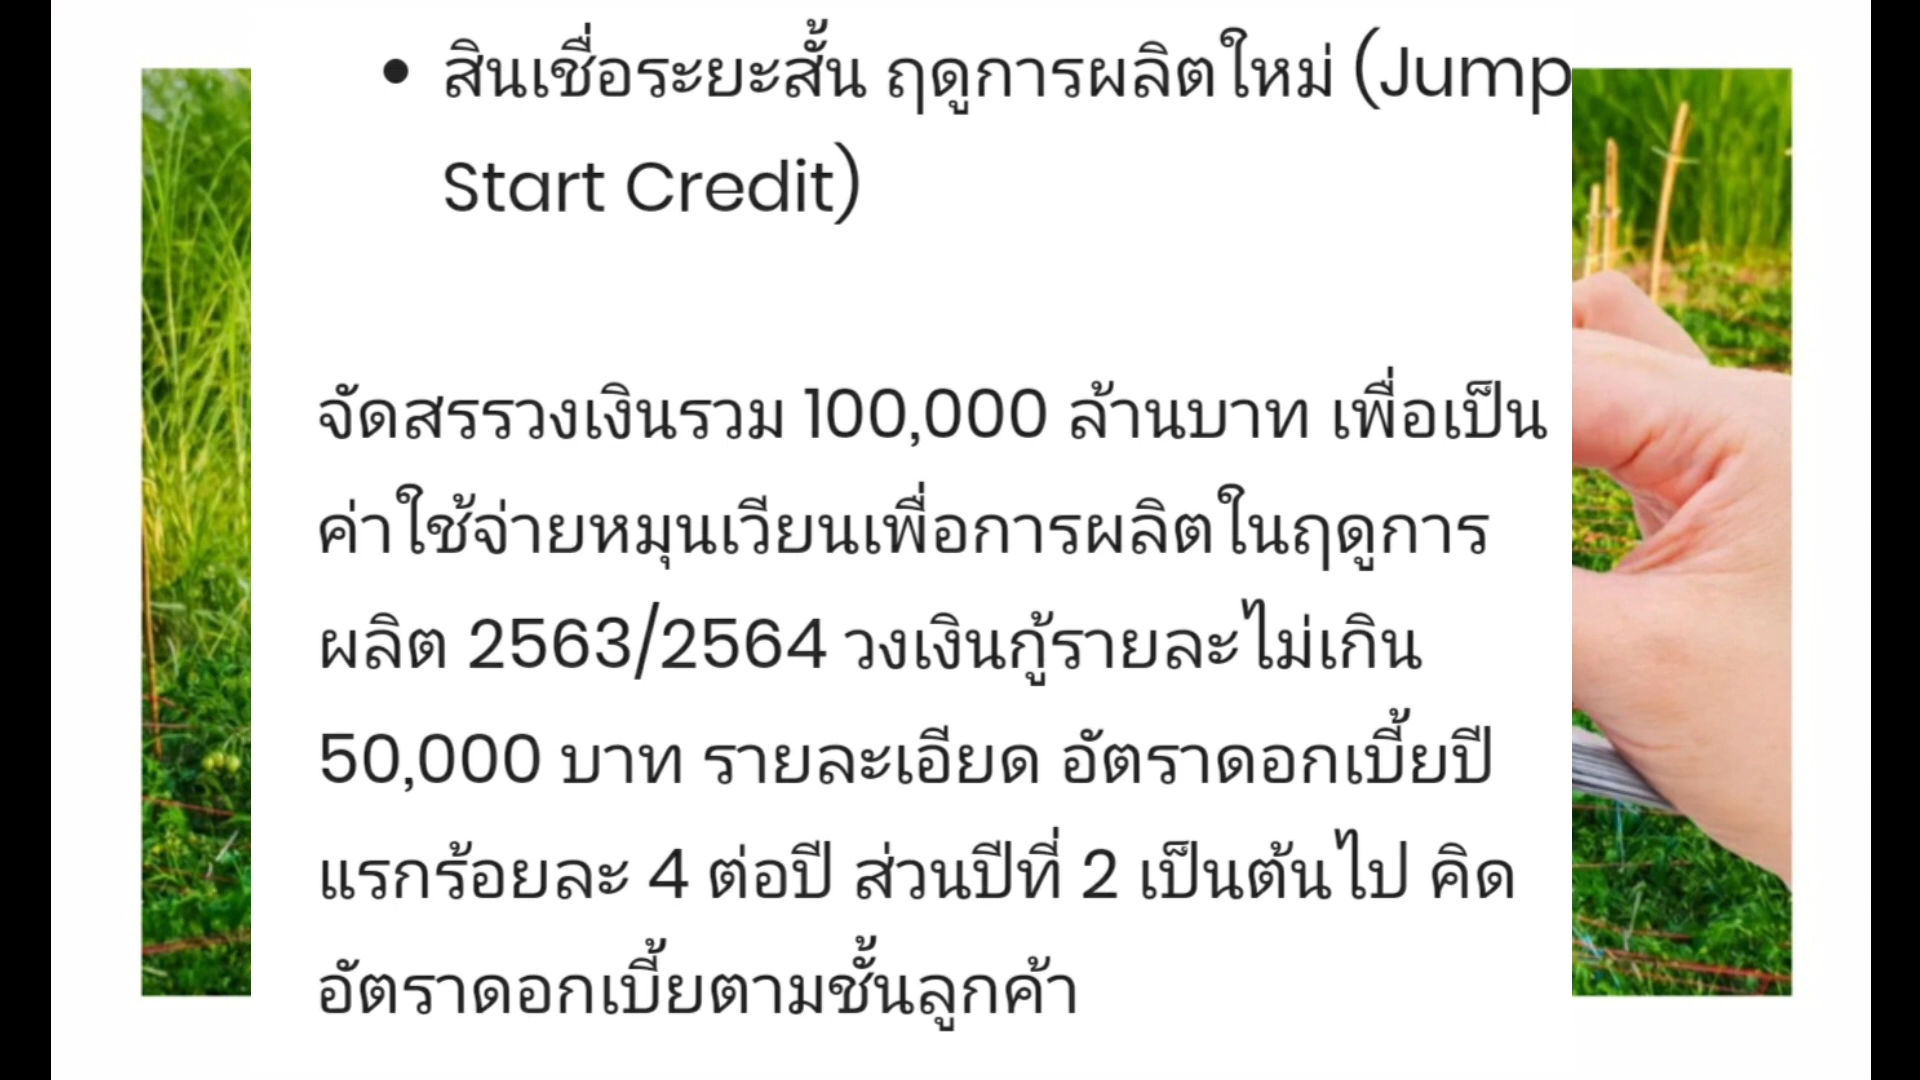 • สินเชื่อระยะสั้น ฤดูการผลิตใหม่ (Jump
Start Credit)
จัดสรรวงเงินรวม 100,000 ล้านบาท เพื่อเป็น
ค่าใช้จ่ายหมุนเวียนเพื่อการผลิตในฤดูการ
ผลิต 2563/2564 วงเงินกู้รายละไม่เกิน
50,000 บาท รายละเอียด อัตราดอกเบี้ยปี
แรกร้อยละ 4 ต่อปี ส่วนปีที่ 2 เป็นต้นไป คิด
อัตราดอกเบี้ยตามชั้นลูกค้า